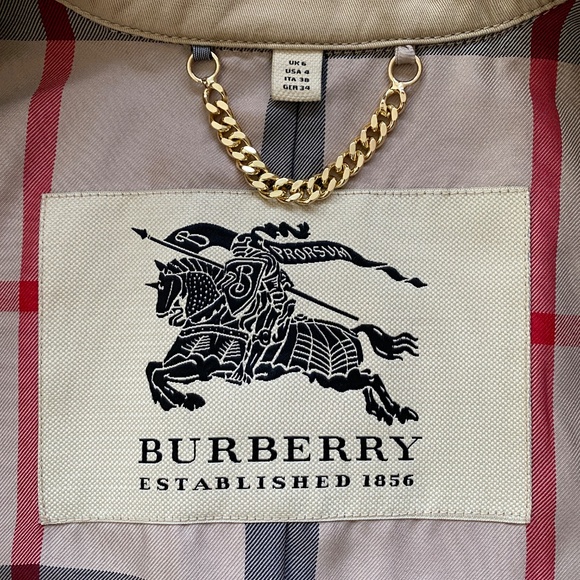 UK 6
USA 4
ITA 38
GER 34
B PRORSUM
B
BURBERRY
ESTABLISHED 1856